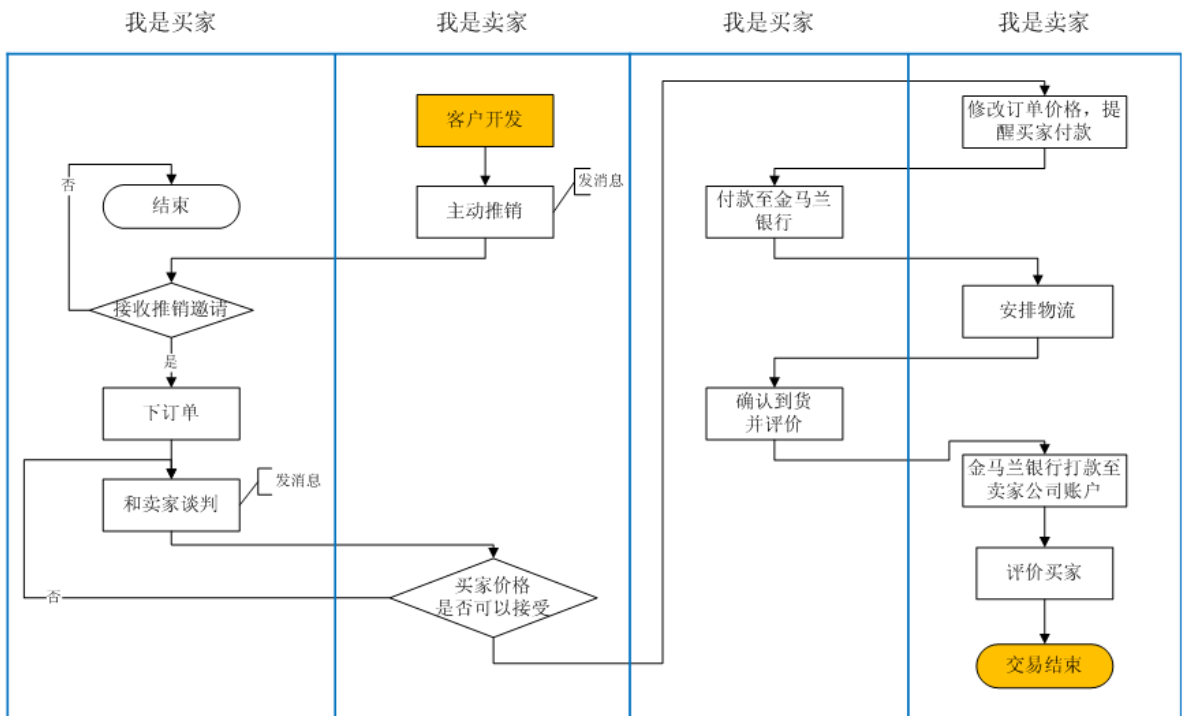 我是买家
我是卖家
我是买家
我是卖家
客户开发
主动推销
发消息
否
结束
接收推销邀请
是
下订单
和卖家谈判
发消息
买家价格
是否可以接受
否
修改订单价格，提
醒买家付款
付款至金马兰
银行
安排物流
确认到货
并评价
金马兰银行打款至
卖家公司账户
评价买家
交易结束